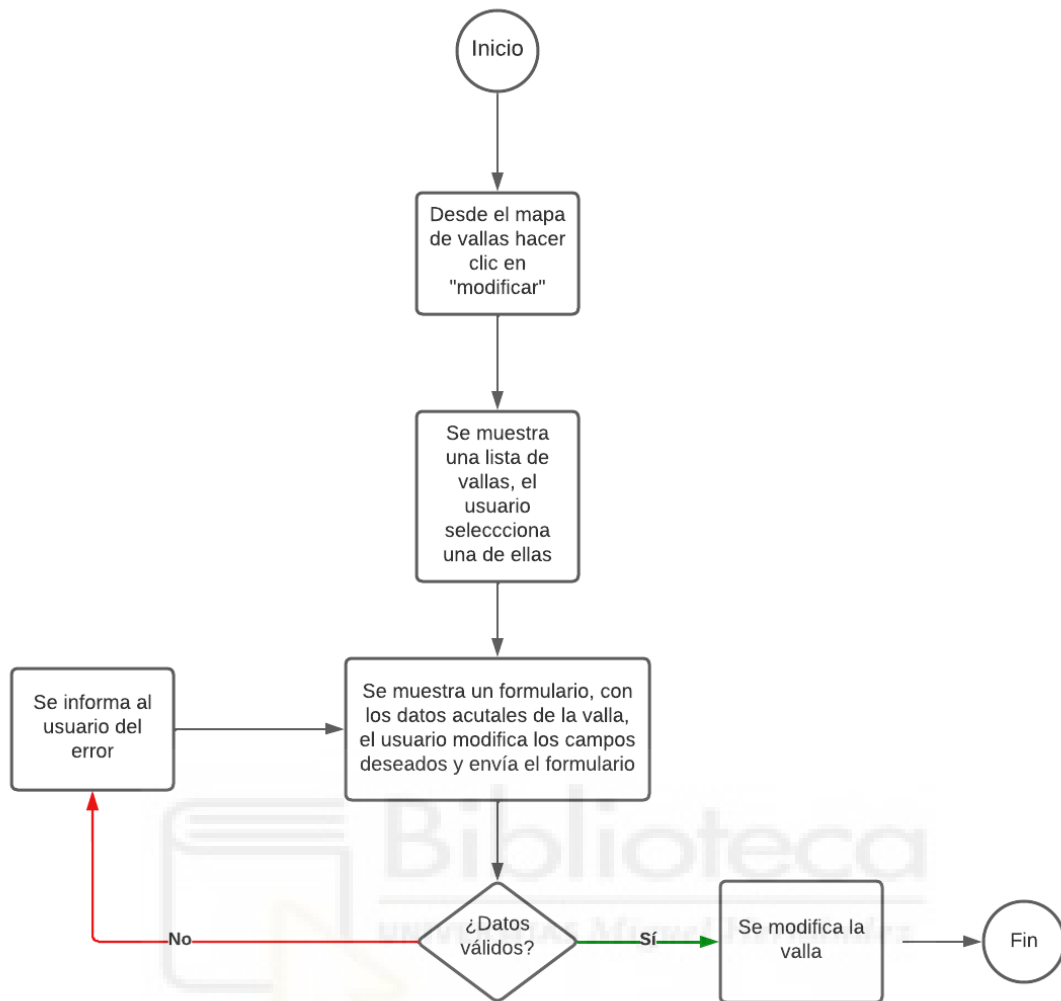 Inicio
Desde el mapa
de vallas hacer
clic en
"modificar"
Se muestra
una lista de
vallas, el
usuario
seleccciona
una de ellas
Se informa al
usuario del
error
Se muestra un formulario, con
los datos acutales de la valla,
el usuario modifica los campos
deseados y envía el formulario
Biblioteca
UNIVERSITAS Miguel Hernández
No
¿Datos
válidos?
Sí
Se modifica la
valla
Fin